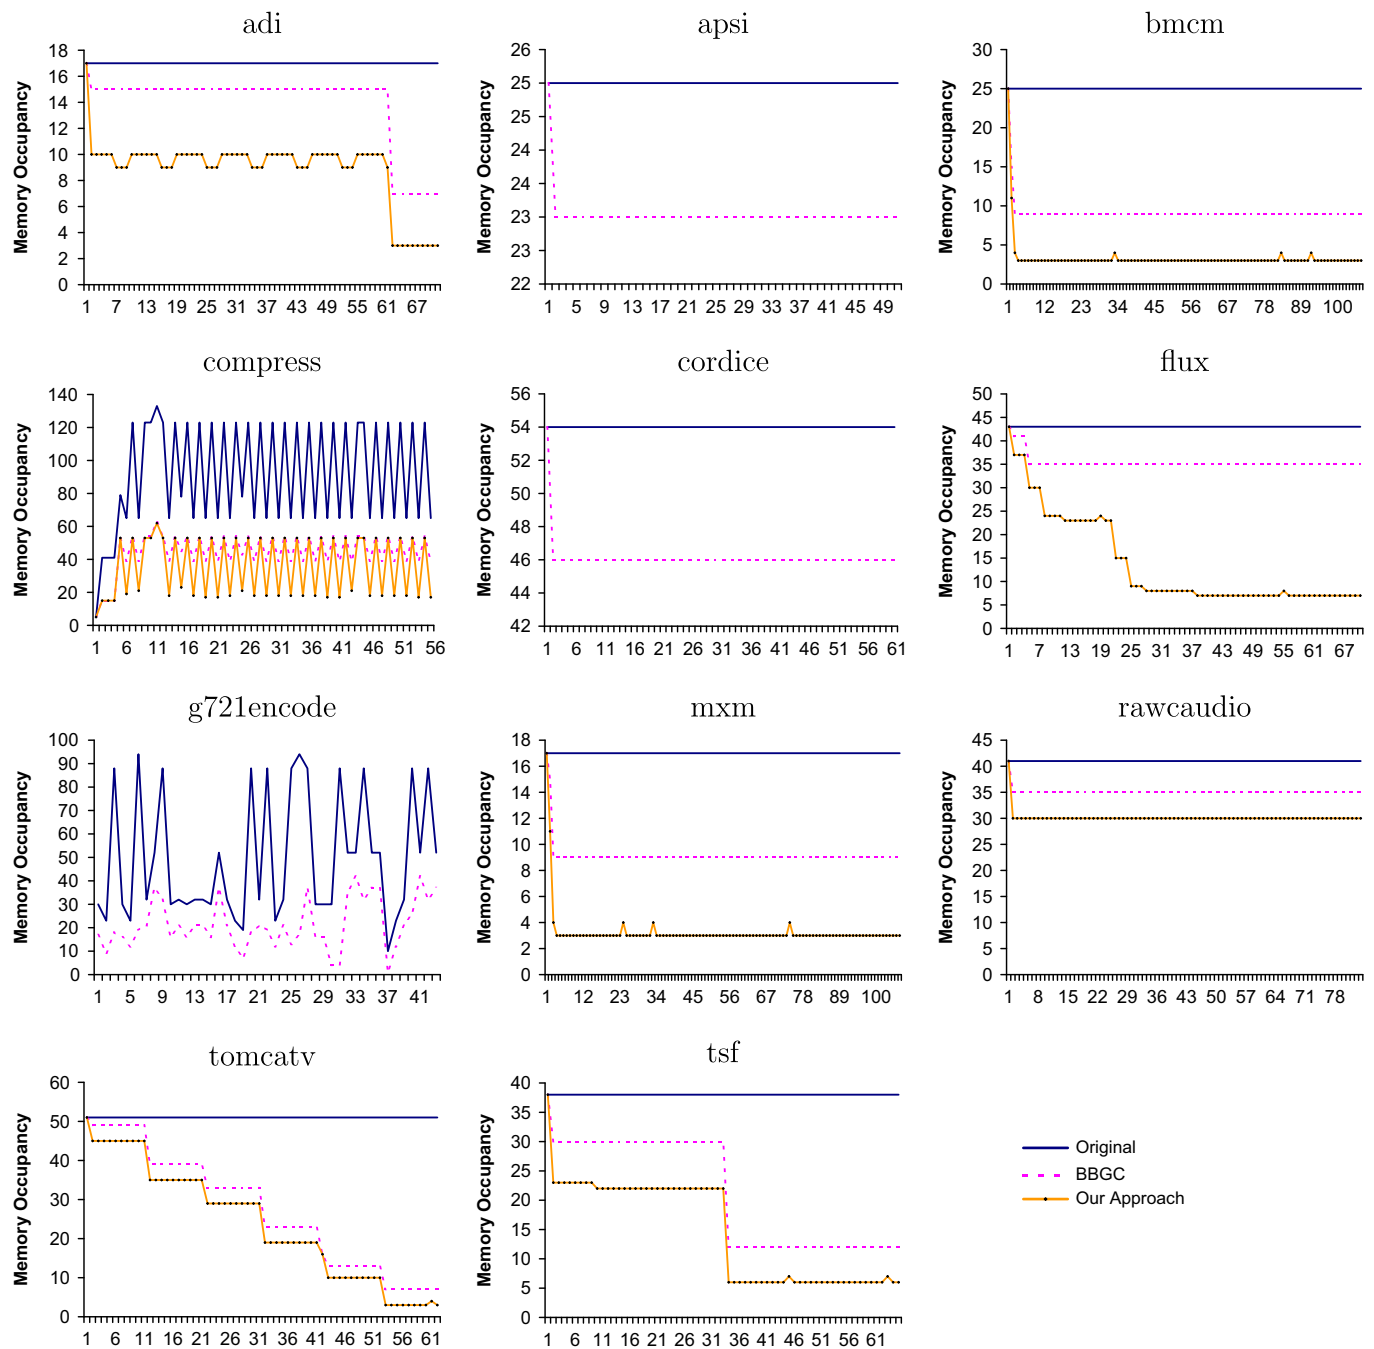 adi
apsi
bmcm
Memory Occupancy
18
16
14
12
10
8
6
4
2
0
1 7 13 19 25 31 37 43 49 55 61 67
Memory Occupancy
26
25
25
24
24
23
23
22
1 5 9 13 17 21 25 29 33 37 41 45 49
Memory Occupancy
30
25
20
15
10
5
0
1 12 23 34 45 56 67 78 89 100
compress
cordice
flux
Memory Occupancy
140
120
100
80
60
40
20
0
1 6 11 16 21 26 31 36 41 46 51 56
Memory Occupancy
56
54
54
52
50
48
46
44
42
1 6 11 16 21 26 31 36 41 46 51 56 61
Memory Occupancy
50
45
40
35
30
25
20
15
10
5
0
1 7 13 19 25 31 37 43 49 55 61 67
g721encode
mxm
rawcaudio
Memory Occupancy
100
90
80
70
60
50
40
30
20
10
0
1 5 9 13 17 21 25 29 33 37 41
Memory Occupancy
18
16
14
12
10
8
6
4
2
0
1 12 23 34 45 56 67 78 89 100
Memory Occupancy
45
40
35
30
25
20
15
10
5
0
1 8 15 22 29 36 43 50 57 64 71 78
tomcatv
tsf
Memory Occupancy
60
50
40
30
20
10
0
1 6 11 16 21 26 31 36 41 46 51 56 61
Memory Occupancy
40
35
30
25
20
15
10
5
0
1 6 11 16 21 26 31 36 41 46 51 56 61
Original
BBGC
Our Approach